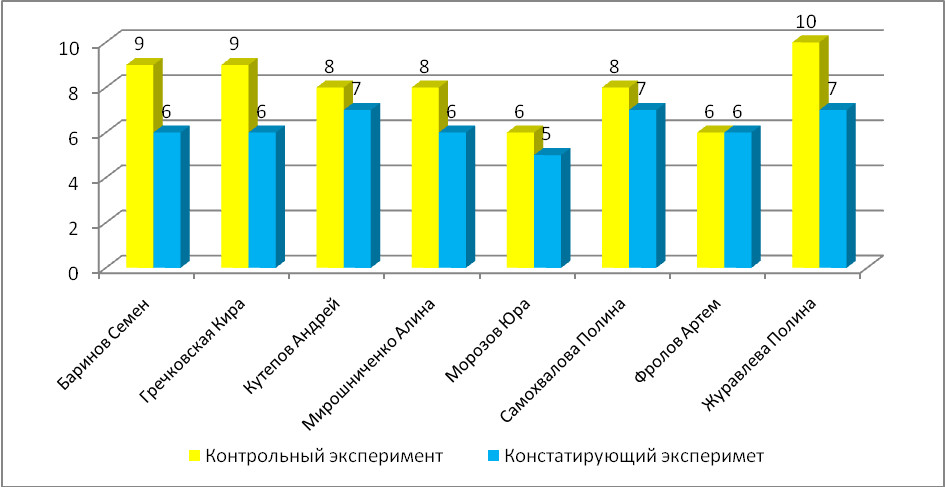 10
8
6
4
2
0
9
6
9
6
8
7
8
6
6
5
8
7
6
6
10
7
Баринов Семен
Гречковская Кира
Кутепов Андрей
Мирошниченко Алина
Морозов Юра
Самохвалова Полина
Фролов Артем
Журавлева Полина
Контрольный эксперимент
Констатирующий эксперимет